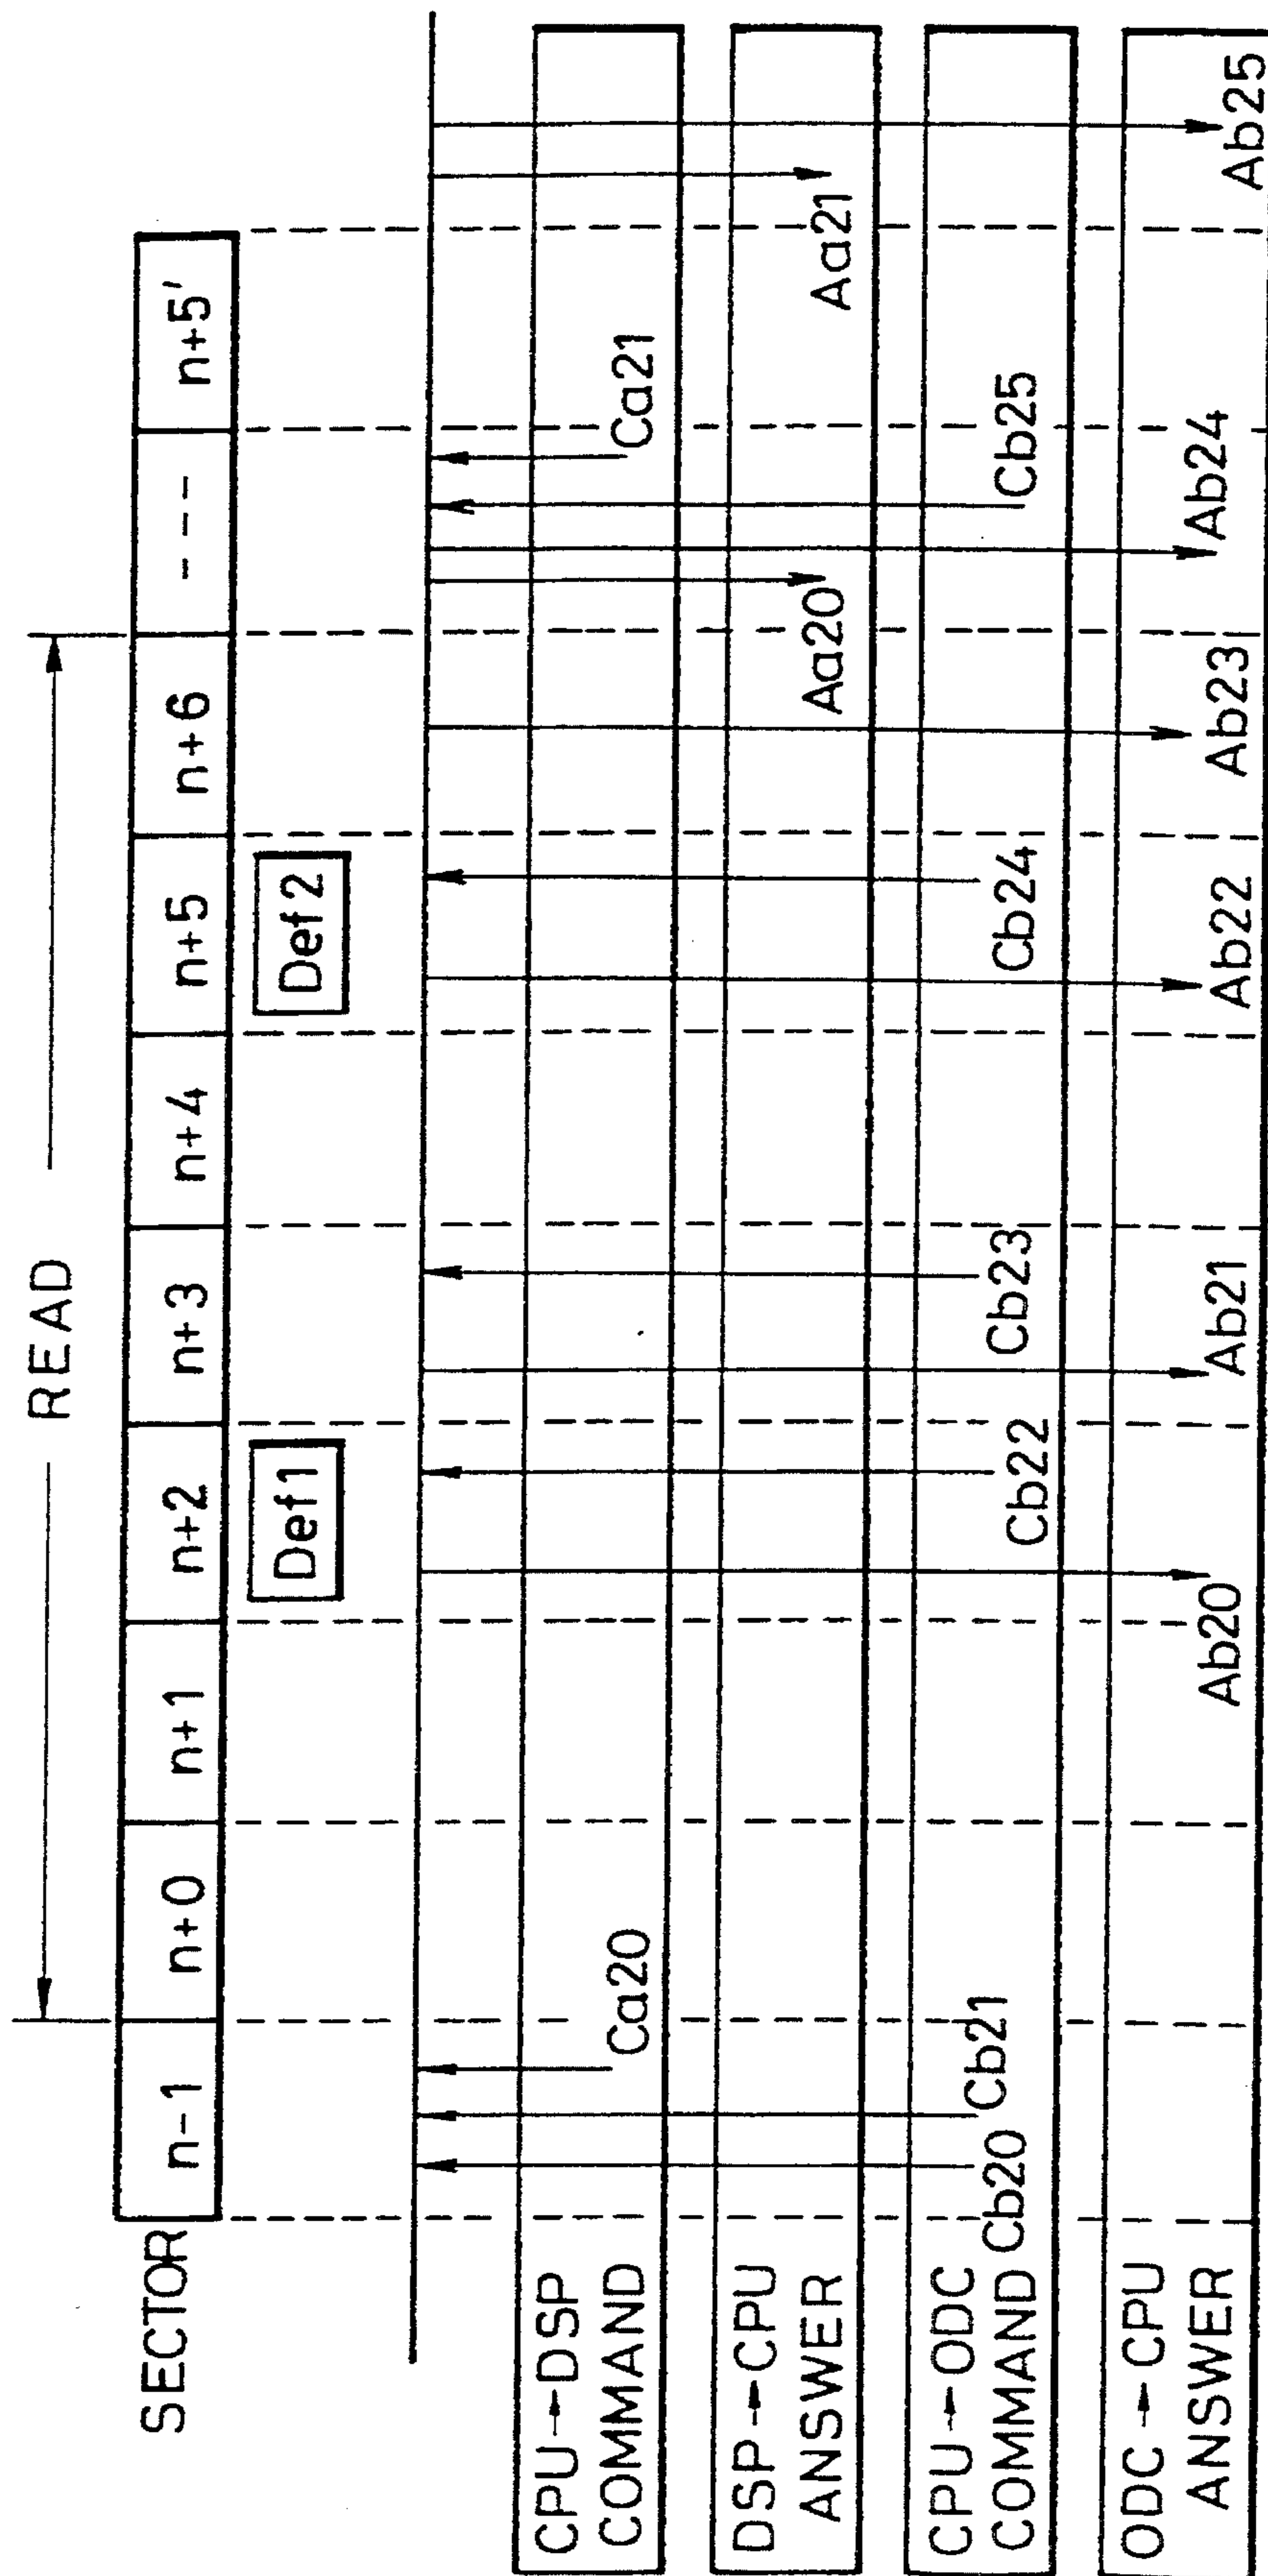 READ
SECTOR n-1 n+0 n+1 n+2 n+3 n+4 n+5 n+6 --- n+5'
Def1 Def2
CPU→DSP
COMMAND
Ca20 Ca21
DSP→CPU
ANSWER
Aa20 Aa21
CPU→ODC
COMMAND
Cb20 Cb21 Cb22 Cb23 Cb24 Cb25
ODC→CPU
ANSWER
Ab20 Ab21 Ab22 Ab23 Ab24 Ab25